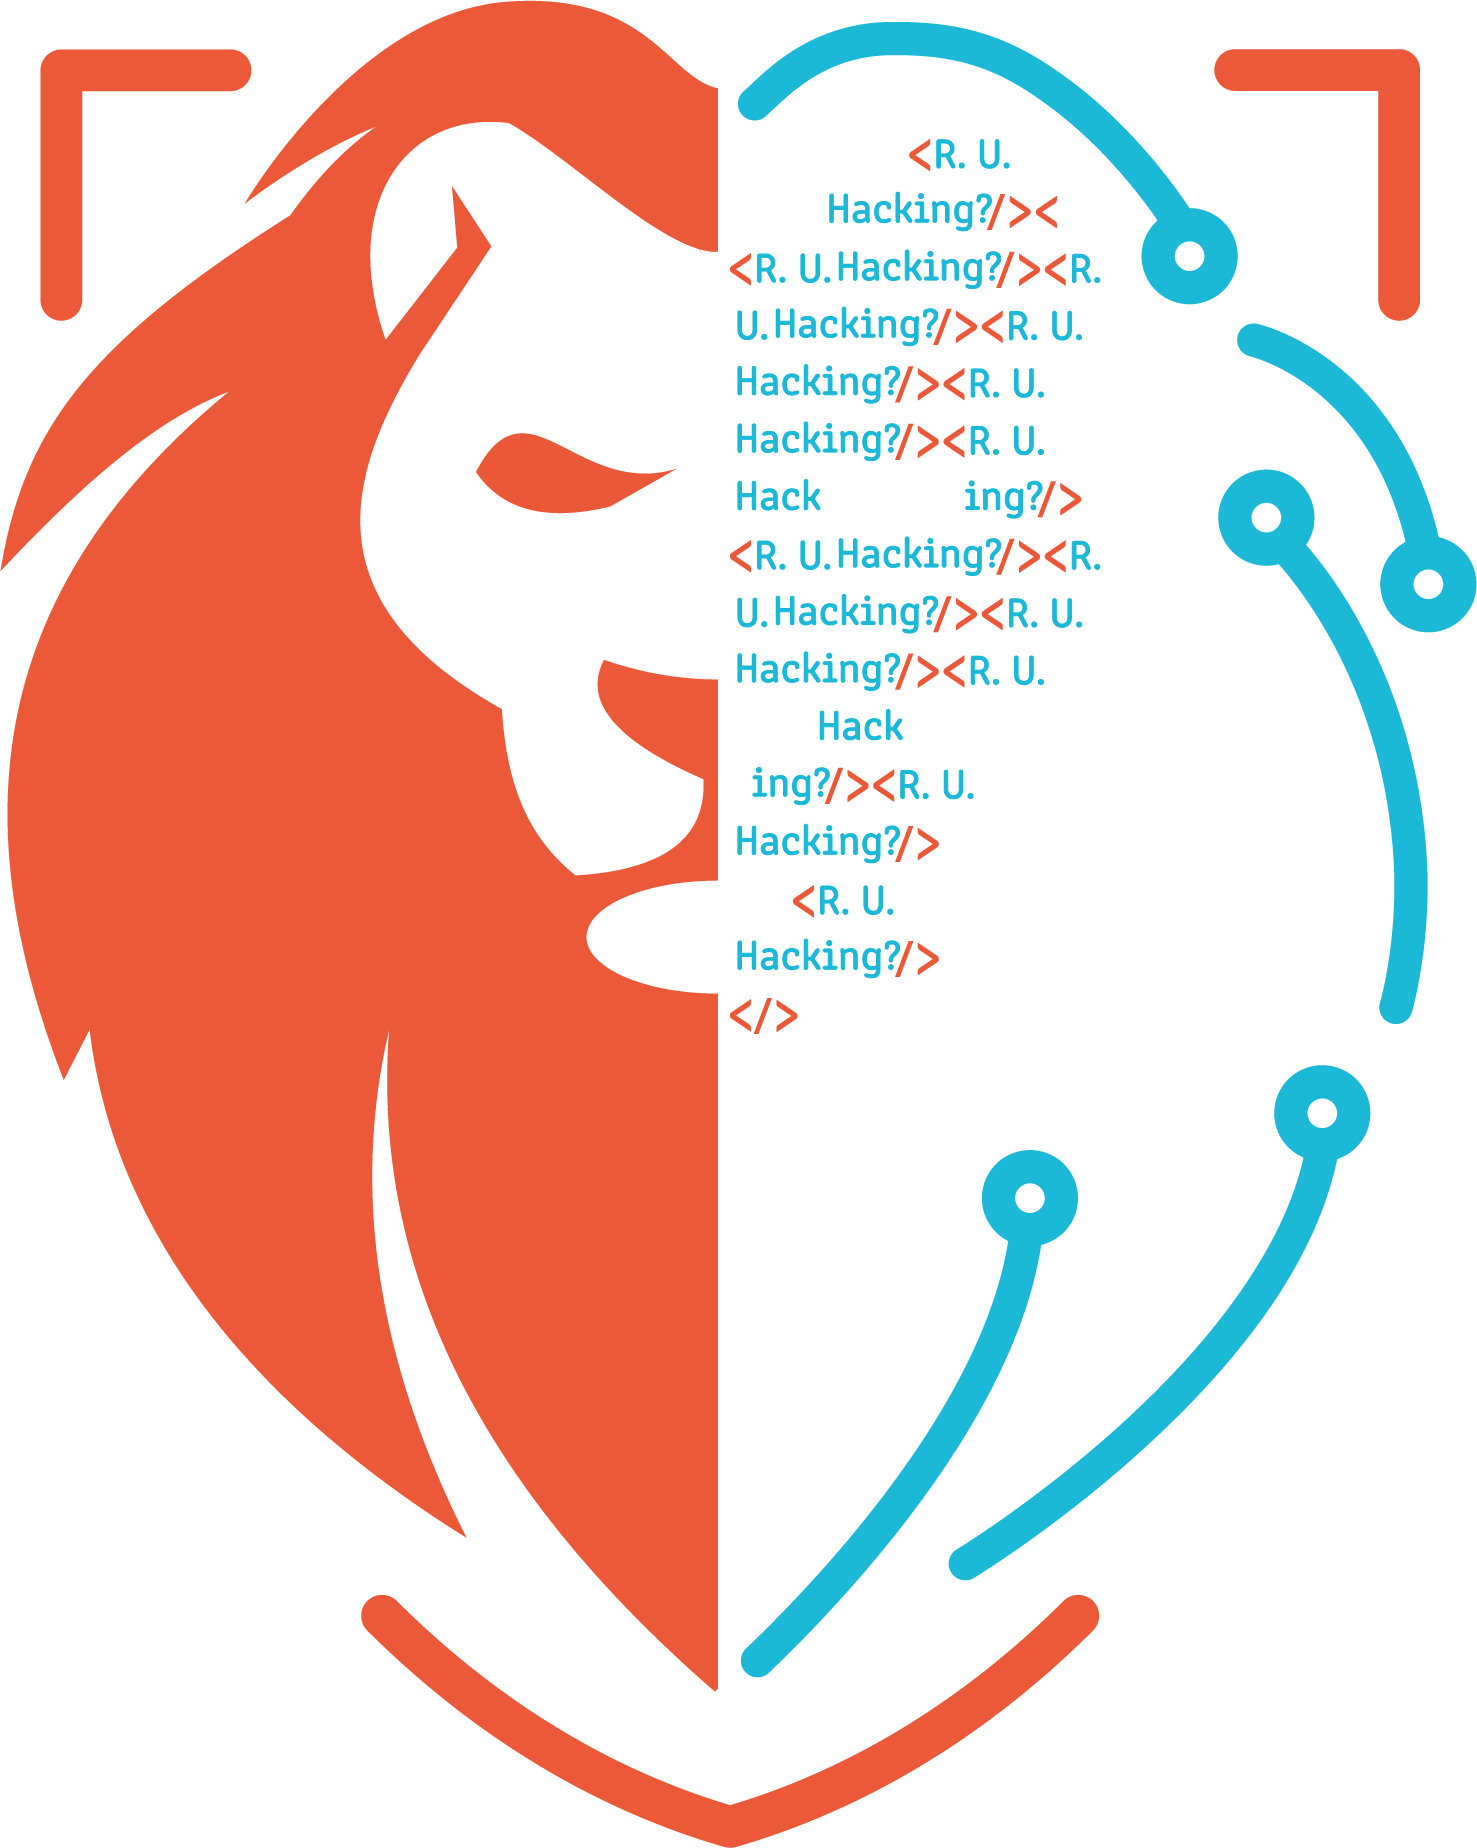 <R. U.
Hacking?/><
<R. U.Hacking?/><R.
U.Hacking?/><R. U.
Hacking?/><R. U.
Hacking?/><R. U.
Hack ing?/>
<R. U.Hacking?/><R.
U.Hacking?/><R. U.
Hacking?/><R. U.
Hack
ing?/><R. U.
Hacking?/>
<R. U.
Hacking?/>
</>